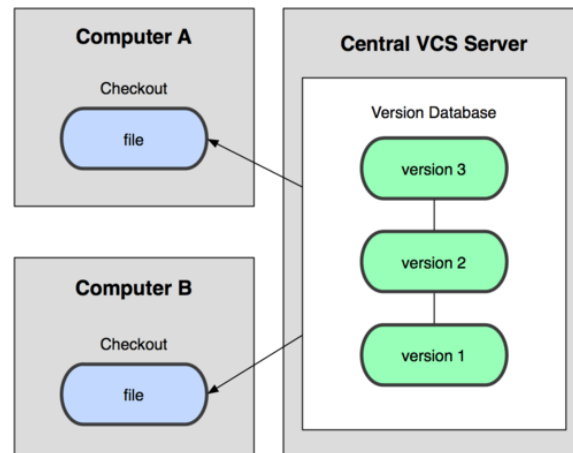 Computer A
Checkout
file
Computer B
Checkout
file
Central VCS Server
Version Database
version 3
version 2
version 1